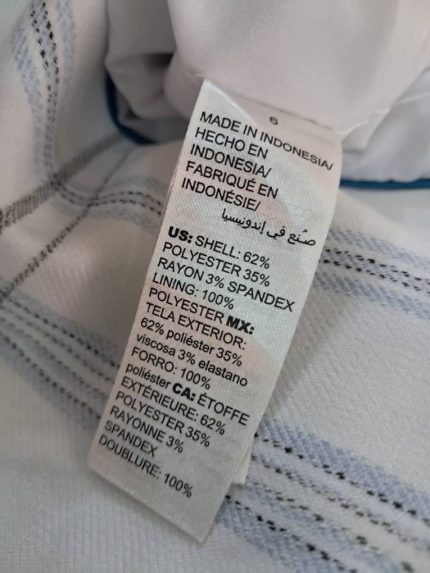 6
MADE IN INDONESIA/
HECHO EN
INDONESIA/
FABRIQUÉ EN
INDONÉSIE/
صنع في إندونيسيا
US: SHELL: 62%
POLYESTER 35%
RAYON 3% SPANDEX
LINING: 100%
POLYESTER MX:
TELA EXTERIOR:
62% poliéster 35%
viscosa 3% elastano
FORRO: 100%
poliéster CA: ÉTOFFE
EXTÉRIEURE: 62%
POLYESTER 35%
RAYONNE 3%
SPANDEX
DOUBLURE: 100%